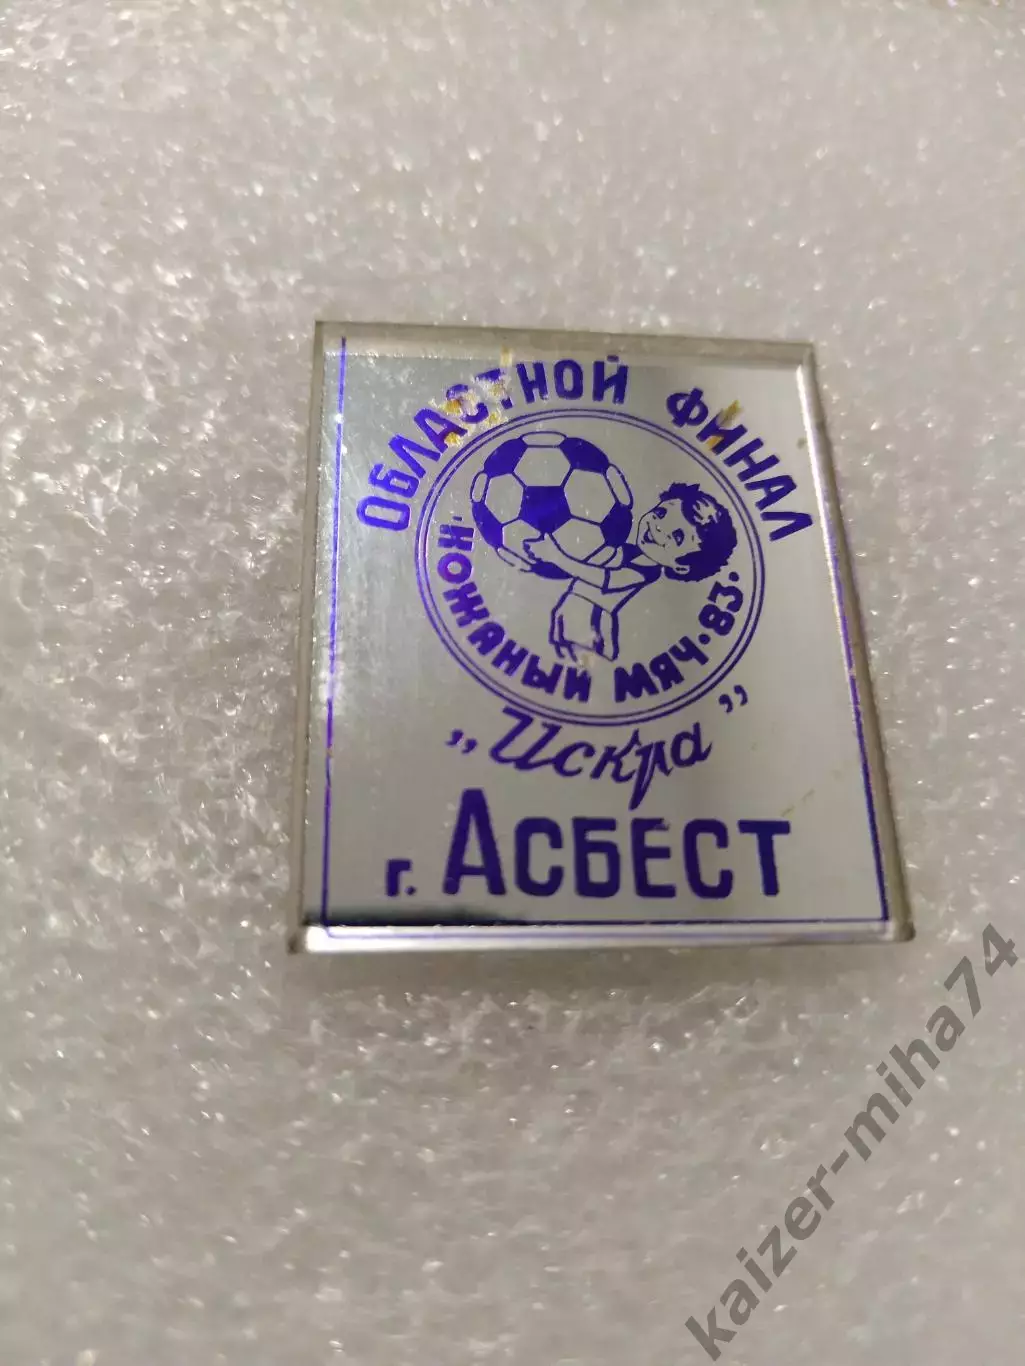 Областной финал
кожаный мяч·83·
„Искра”
г. Асбест
kaizer-miha74